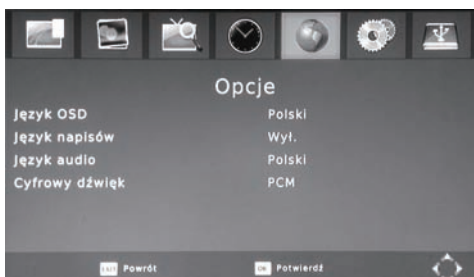 Opcje
Język OSD Polski
Język napisów Wył.
Język audio Polski
Cyfrowy dźwięk PCM
EXIT Powrót OK Potwierdź